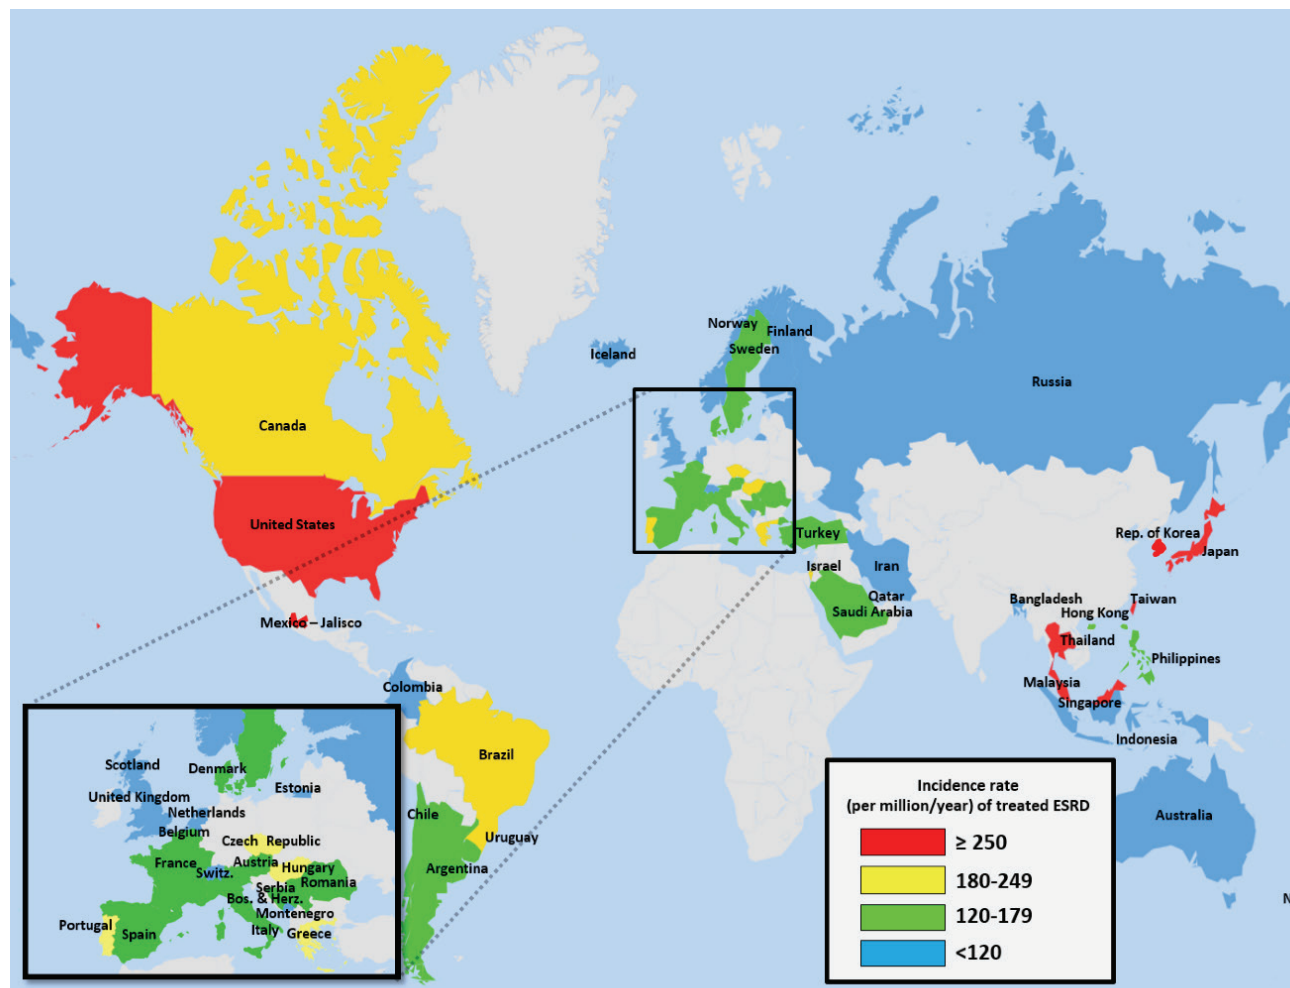 Norway
Finland
Sweden
Iceland
Russia
Canada
United States
Turkey
Rep. of Korea
Japan
Israel
Iran
Qatar
Saudi Arabia
Bangladesh
Taiwan
Hong Kong
Thailand
Mexico – Jalisco
Philippines
Malaysia
Singapore
Colombia
Indonesia
Brazil
Chile
Uruguay
Argentina
Australia
N
Scotland
Denmark
United Kingdom
Estonia
Netherlands
Belgium
Czech Republic
France
Austria
Switz.
Hungary
Serbia
Romania
Bos. & Herz.
Montenegro
Portugal
Spain
Italy
Greece
Incidence rate
(per million/year) of treated ESRD
≥ 250
180-249
120-179
<120